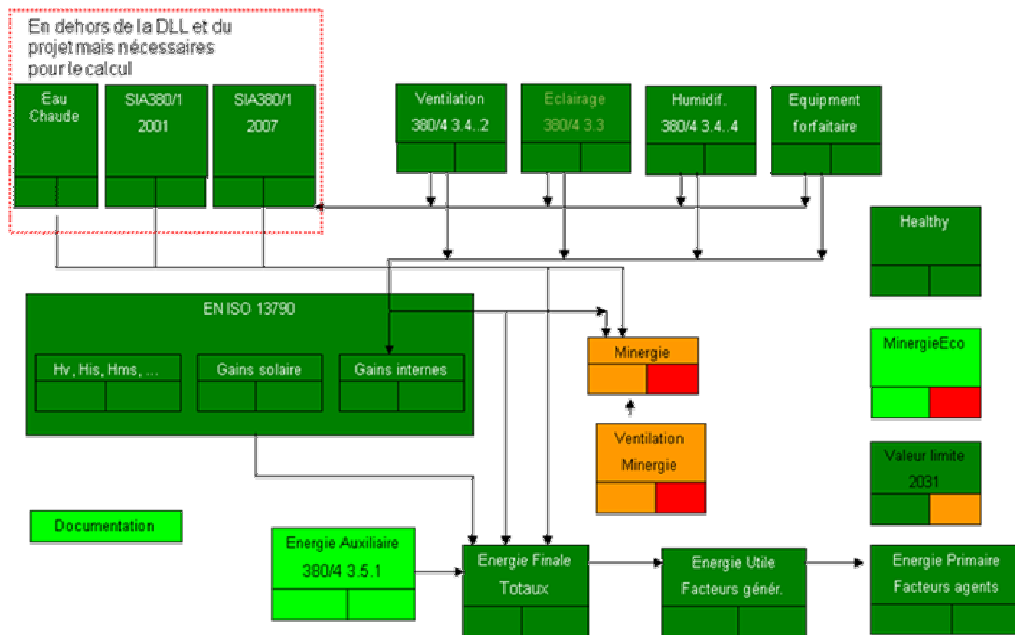 En dehors de la DLL et du
projet mais nécessaires
pour le calcul
Eau
Chaude
SIA380/1
2001
SIA380/1
2007
Ventilation
380/4 3.4..2
Eclairage
380/4 3.3
Humidif.
380/4 3.4..4
Equipment
forfaitaire
Healthy
EN ISO 13790
Hv, His, Hms, ...
Gains solaire
Gains internes
Minergie
MinergieEco
Ventilation
Minergie
Valeur limite
2031
Documentation
Energie Auxiliaire
380/4 3.5.1
Energie Finale
Totaux
Energie Utile
Facteurs génér.
Energie Primaire
Facteurs agents